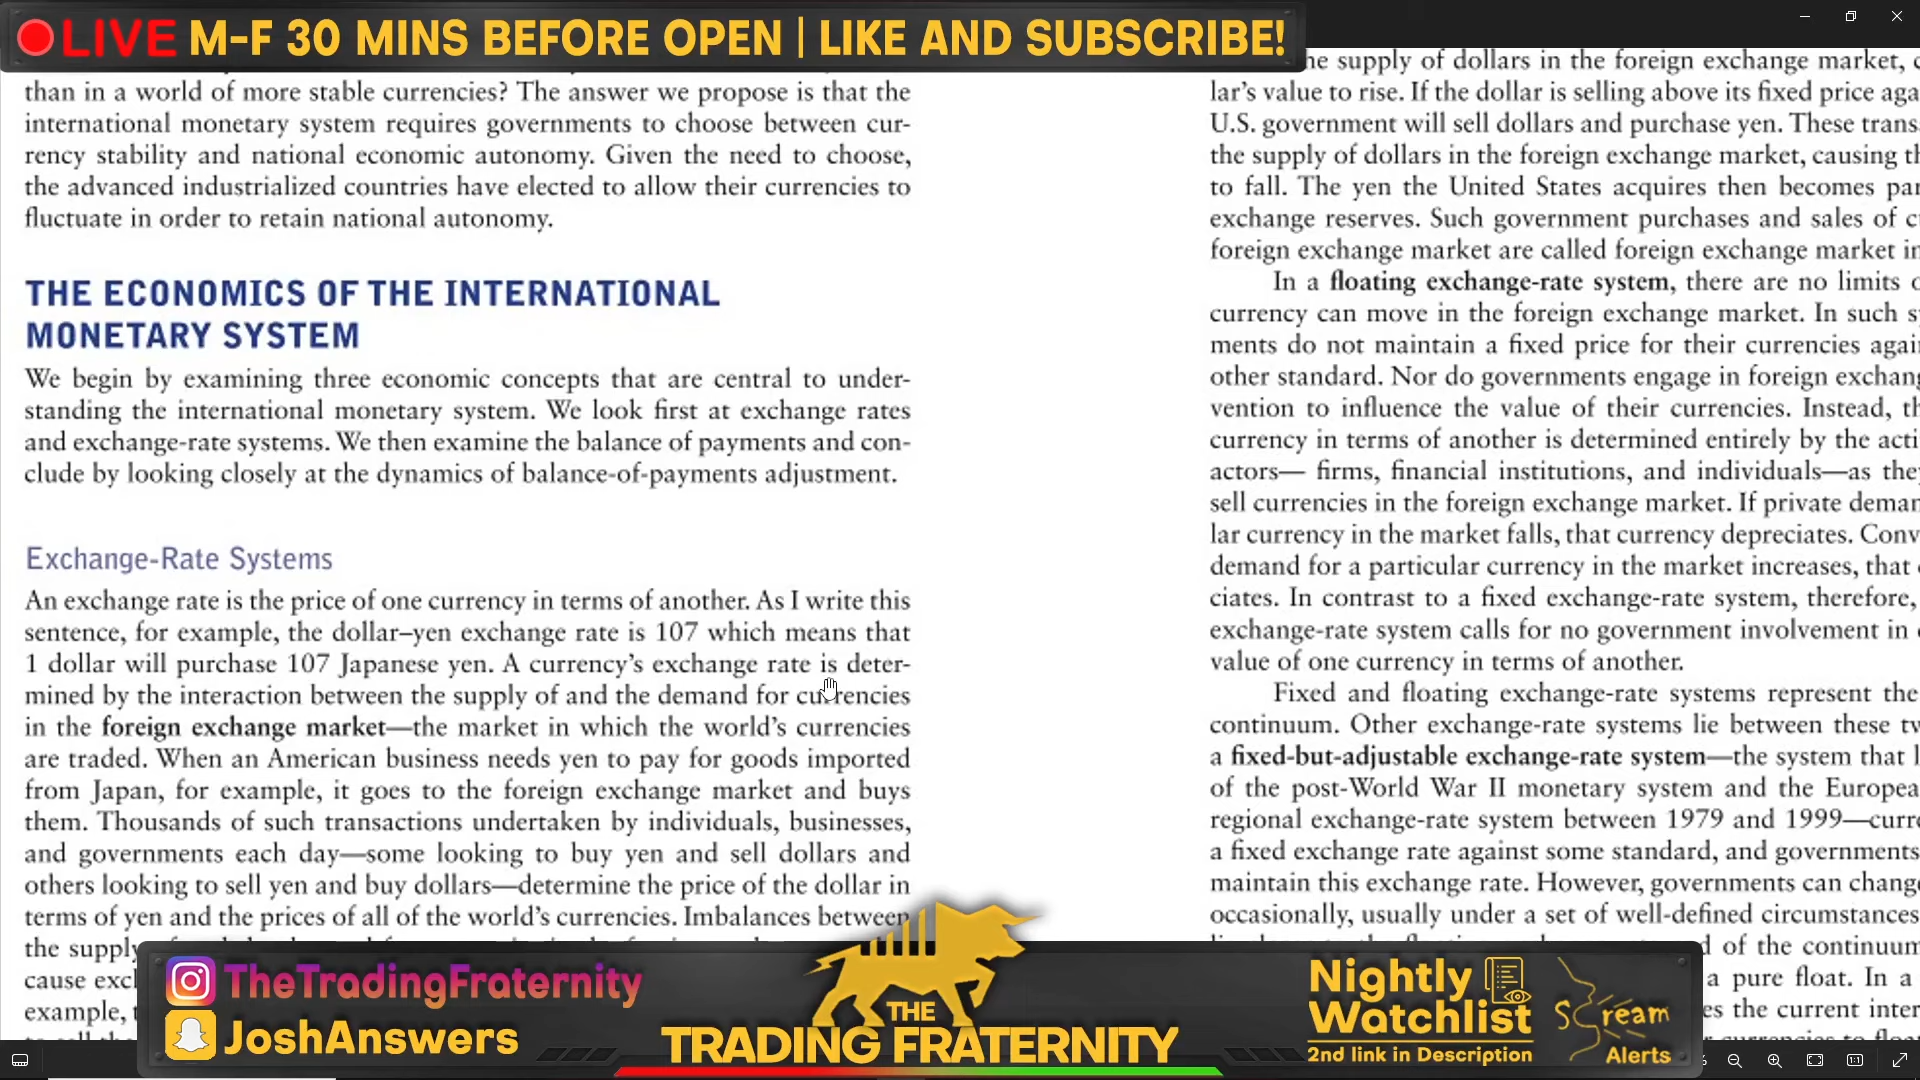 LIVE M-F 30 MINS BEFORE OPEN | LIKE AND SUBSCRIBE!
than in a world of more stable currencies? The answer we propose is that the
international monetary system requires governments to choose between cur-
rency stability and national economic autonomy. Given the need to choose,
the advanced industrialized countries have elected to allow their currencies to
fluctuate in order to retain national autonomy.
THE ECONOMICS OF THE INTERNATIONAL
MONETARY SYSTEM
We begin by examining three economic concepts that are central to under-
standing the international monetary system. We look first at exchange rates
and exchange-rate systems. We then examine the balance of payments and con-
clude by looking closely at the dynamics of balance-of-payments adjustment.
Exchange-Rate Systems
An exchange rate is the price of one currency in terms of another. As I write this
sentence, for example, the dollar–yen exchange rate is 107 which means that
1 dollar will purchase 107 Japanese yen. A currency's exchange rate is deter-
mined by the interaction between the supply of and the demand for currencies
in the foreign exchange market—the market in which the world's currencies
are traded. When an American business needs yen to pay for goods imported
from Japan, for example, it goes to the foreign exchange market and buys
them. Thousands of such transactions undertaken by individuals, businesses,
and governments each day—some looking to buy yen and sell dollars and
others looking to sell yen and buy dollars—determine the price of the dollar in
terms of yen and the prices of all of the world's currencies. Imbalances between
the supply
cause
example,
supply of dollars in the foreign exchange market,
lar's value to rise. If the dollar is selling above its fixed price
U.S. government will sell dollars and purchase yen. These
the supply of dollars in the foreign exchange market, causing
to fall. The yen the United States acquires then becomes
exchange reserves. Such government purchases and sales of
foreign exchange market are called foreign exchange market
In a floating exchange-rate system, there are no limits
currency can move in the foreign exchange market. In such
ments do not maintain a fixed price for their currencies
other standard. Nor do governments engage in foreign
vention to influence the value of their currencies. Instead,
currency in terms of another is determined entirely by the
actors— firms, financial institutions, and individuals—as
sell currencies in the foreign exchange market. If private
lar currency in the market falls, that currency depreciates.
demand for a particular currency in the market increases, that
ciates. In contrast to a fixed exchange-rate system, therefore,
exchange-rate system calls for no government involvement in
value of one currency in terms of another.
Fixed and floating exchange-rate systems represent the
continuum. Other exchange-rate systems lie between these
a fixed-but-adjustable exchange-rate system—the system that
of the post-World War II monetary system and the
regional exchange-rate system between 1979 and 1999—
a fixed exchange rate against some standard, and governments
maintain this exchange rate. However, governments can
occasionally, usually under a set of well-defined circumstances
of the continuum
a pure float. In a
the current
TheTradingFraternity
JoshAnswers
THE
TRADING FRATERNITY
Nightly
Watchlist
2nd link in Description
Scream
Alerts
1:1